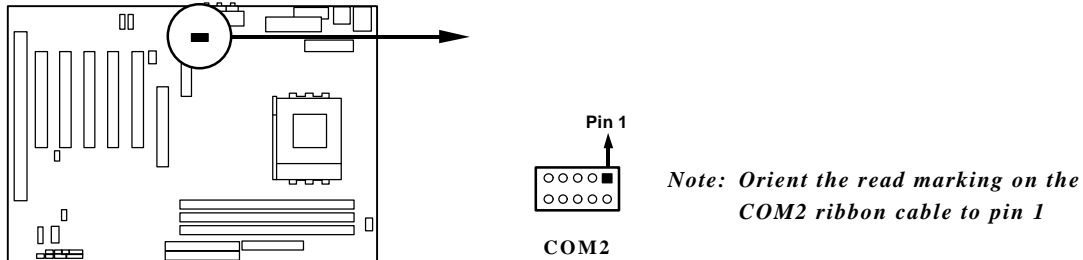 Pin 1
Note: Orient the read marking on the
COM2 ribbon cable to pin 1
COM2